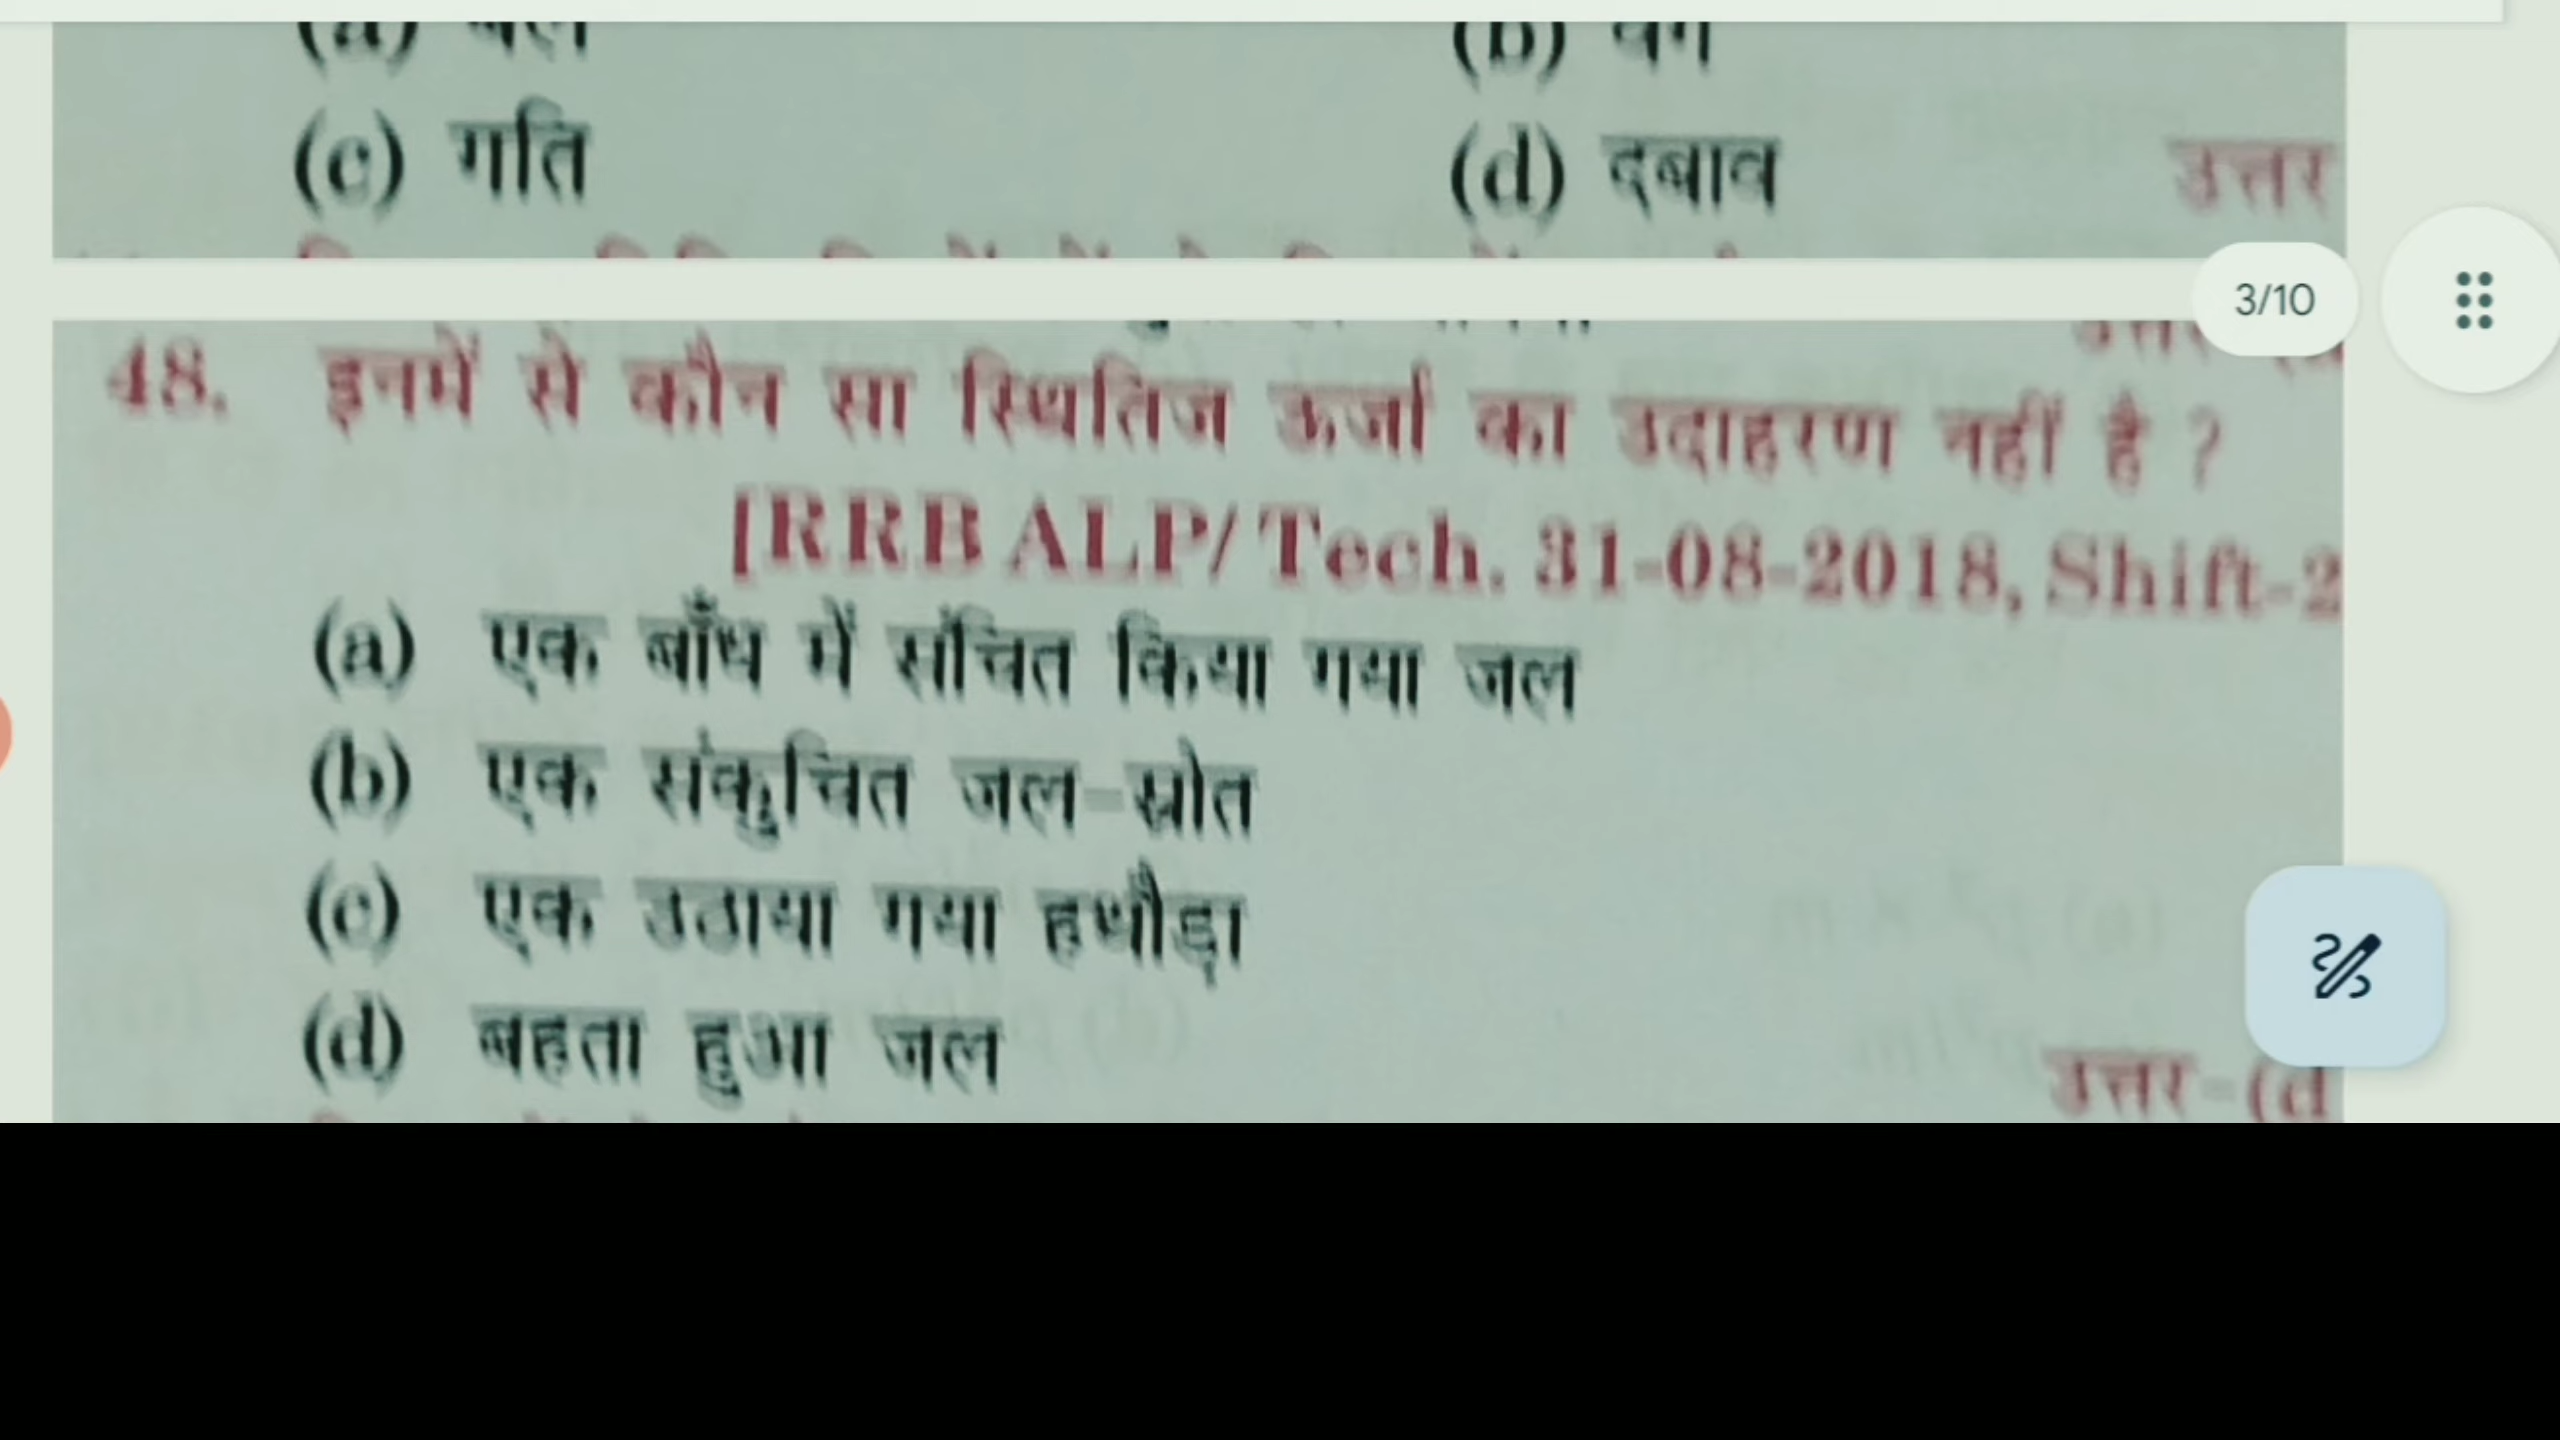 (c) गति
(d) दबाव
उत्तर
3/10
48. इनमें से कौन सा स्थितिज ऊर्जा का उदाहरण नहीं है ?
[RRB ALP/Tech. 31-08-2018, Shift-2
(a) एक बाँध में संचित किया गया जल
(b) एक संकुचित जल-स्रोत
(c) एक उठाया गया हथौड़ा
(d) बहता हुआ जल
उत्तर-(d